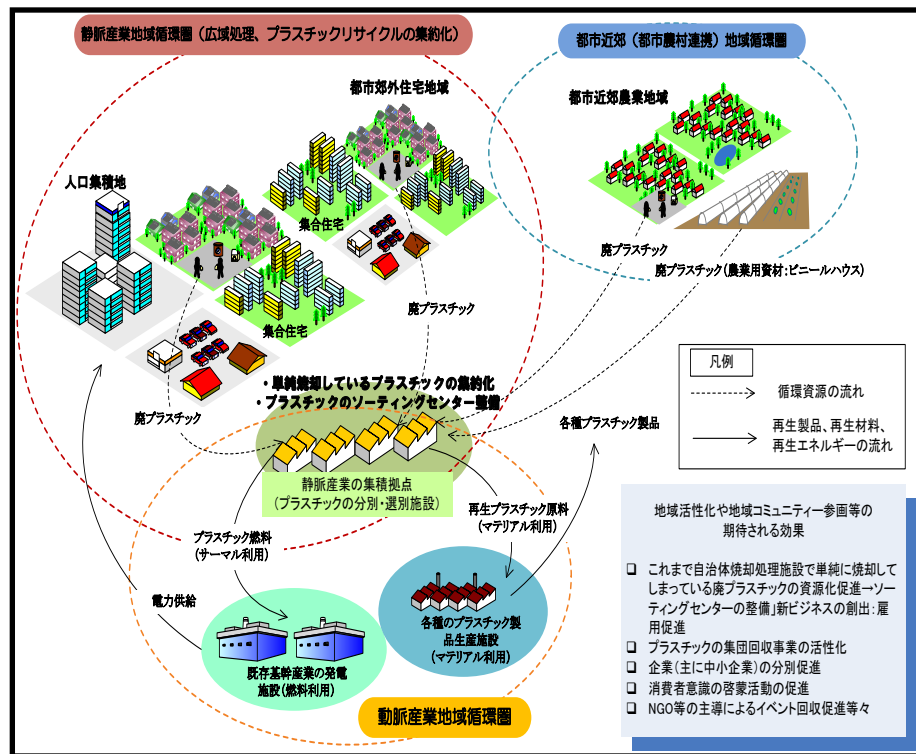 静脈産業地域循環圏（広域処理、プラスチックリサイクルの集約化）
都市近郊（都市農村連携）地域循環圏
都市郊外住宅地域
都市近郊農業地域
人口集積地
集合住宅
集合住宅
廃プラスチック
廃プラスチック（農業用資材：ビニールハウス）
廃プラスチック
廃プラスチック
・単純焼却しているプラスチックの集約化
・プラスチックのソーティングセンター整備
凡例
循環資源の流れ
再生製品、再生材料、
再生エネルギーの流れ
各種プラスチック製品
静脈産業の集積拠点
（プラスチックの分別・選別施設）
プラスチック燃料
（サーマル利用）
再生プラスチック原料
（マテリアル利用）
電力供給
既存基幹産業の発電
施設（燃料利用）
各種のプラスチック製
品生産施設
（マテリアル利用）
動脈産業地域循環圏
地域活性化や地域コミュニティー参画等の
期待される効果
❑ これまで自治体焼却処理施設で単純に焼却して
しまっている廃プラスチックの資源化促進→ソー
ティングセンターの整備」新ビジネスの創出：雇
用促進
❑ プラスチックの集団回収事業の活性化
❑ 企業（主に中小企業）の分別促進
❑ 消費者意識の啓蒙活動の促進
❑ NGO等の主導によるイベント回収促進等々